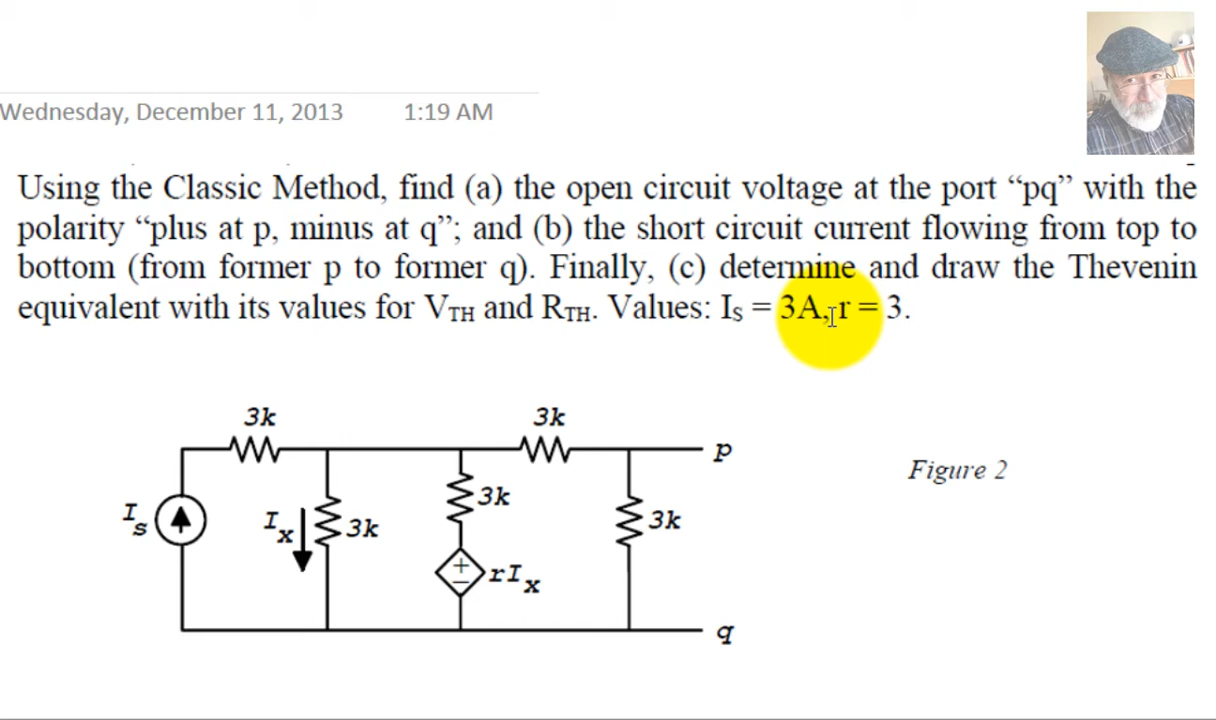 Wednesday, December 11, 2013 1:19 AM
Using the Classic Method, find (a) the open circuit voltage at the port “pq” with the
polarity “plus at p, minus at q”; and (b) the short circuit current flowing from top to
bottom (from former p to former q). Finally, (c) determine and draw the Thevenin
equivalent with its values for VTH and RTH. Values: IS = 3A, r = 3.
3k
3k
p
Figure 2
3k
Is
Ix
3k
3k
+
−
rIx
q